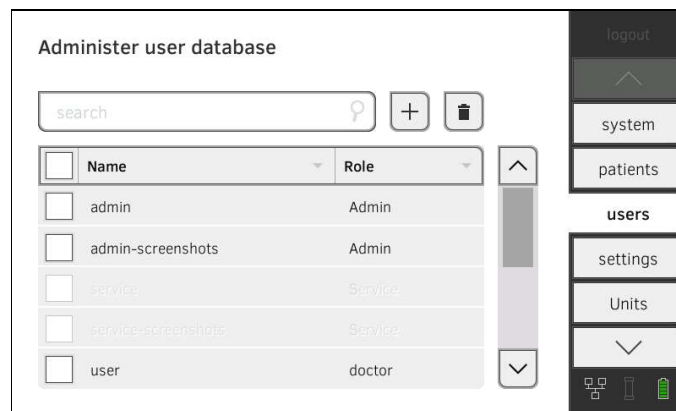 Administer user database
search
Name Role
admin Admin
admin-screenshots Admin
service Service
service-screenshots Service
user doctor
logout
system
patients
users
settings
Units